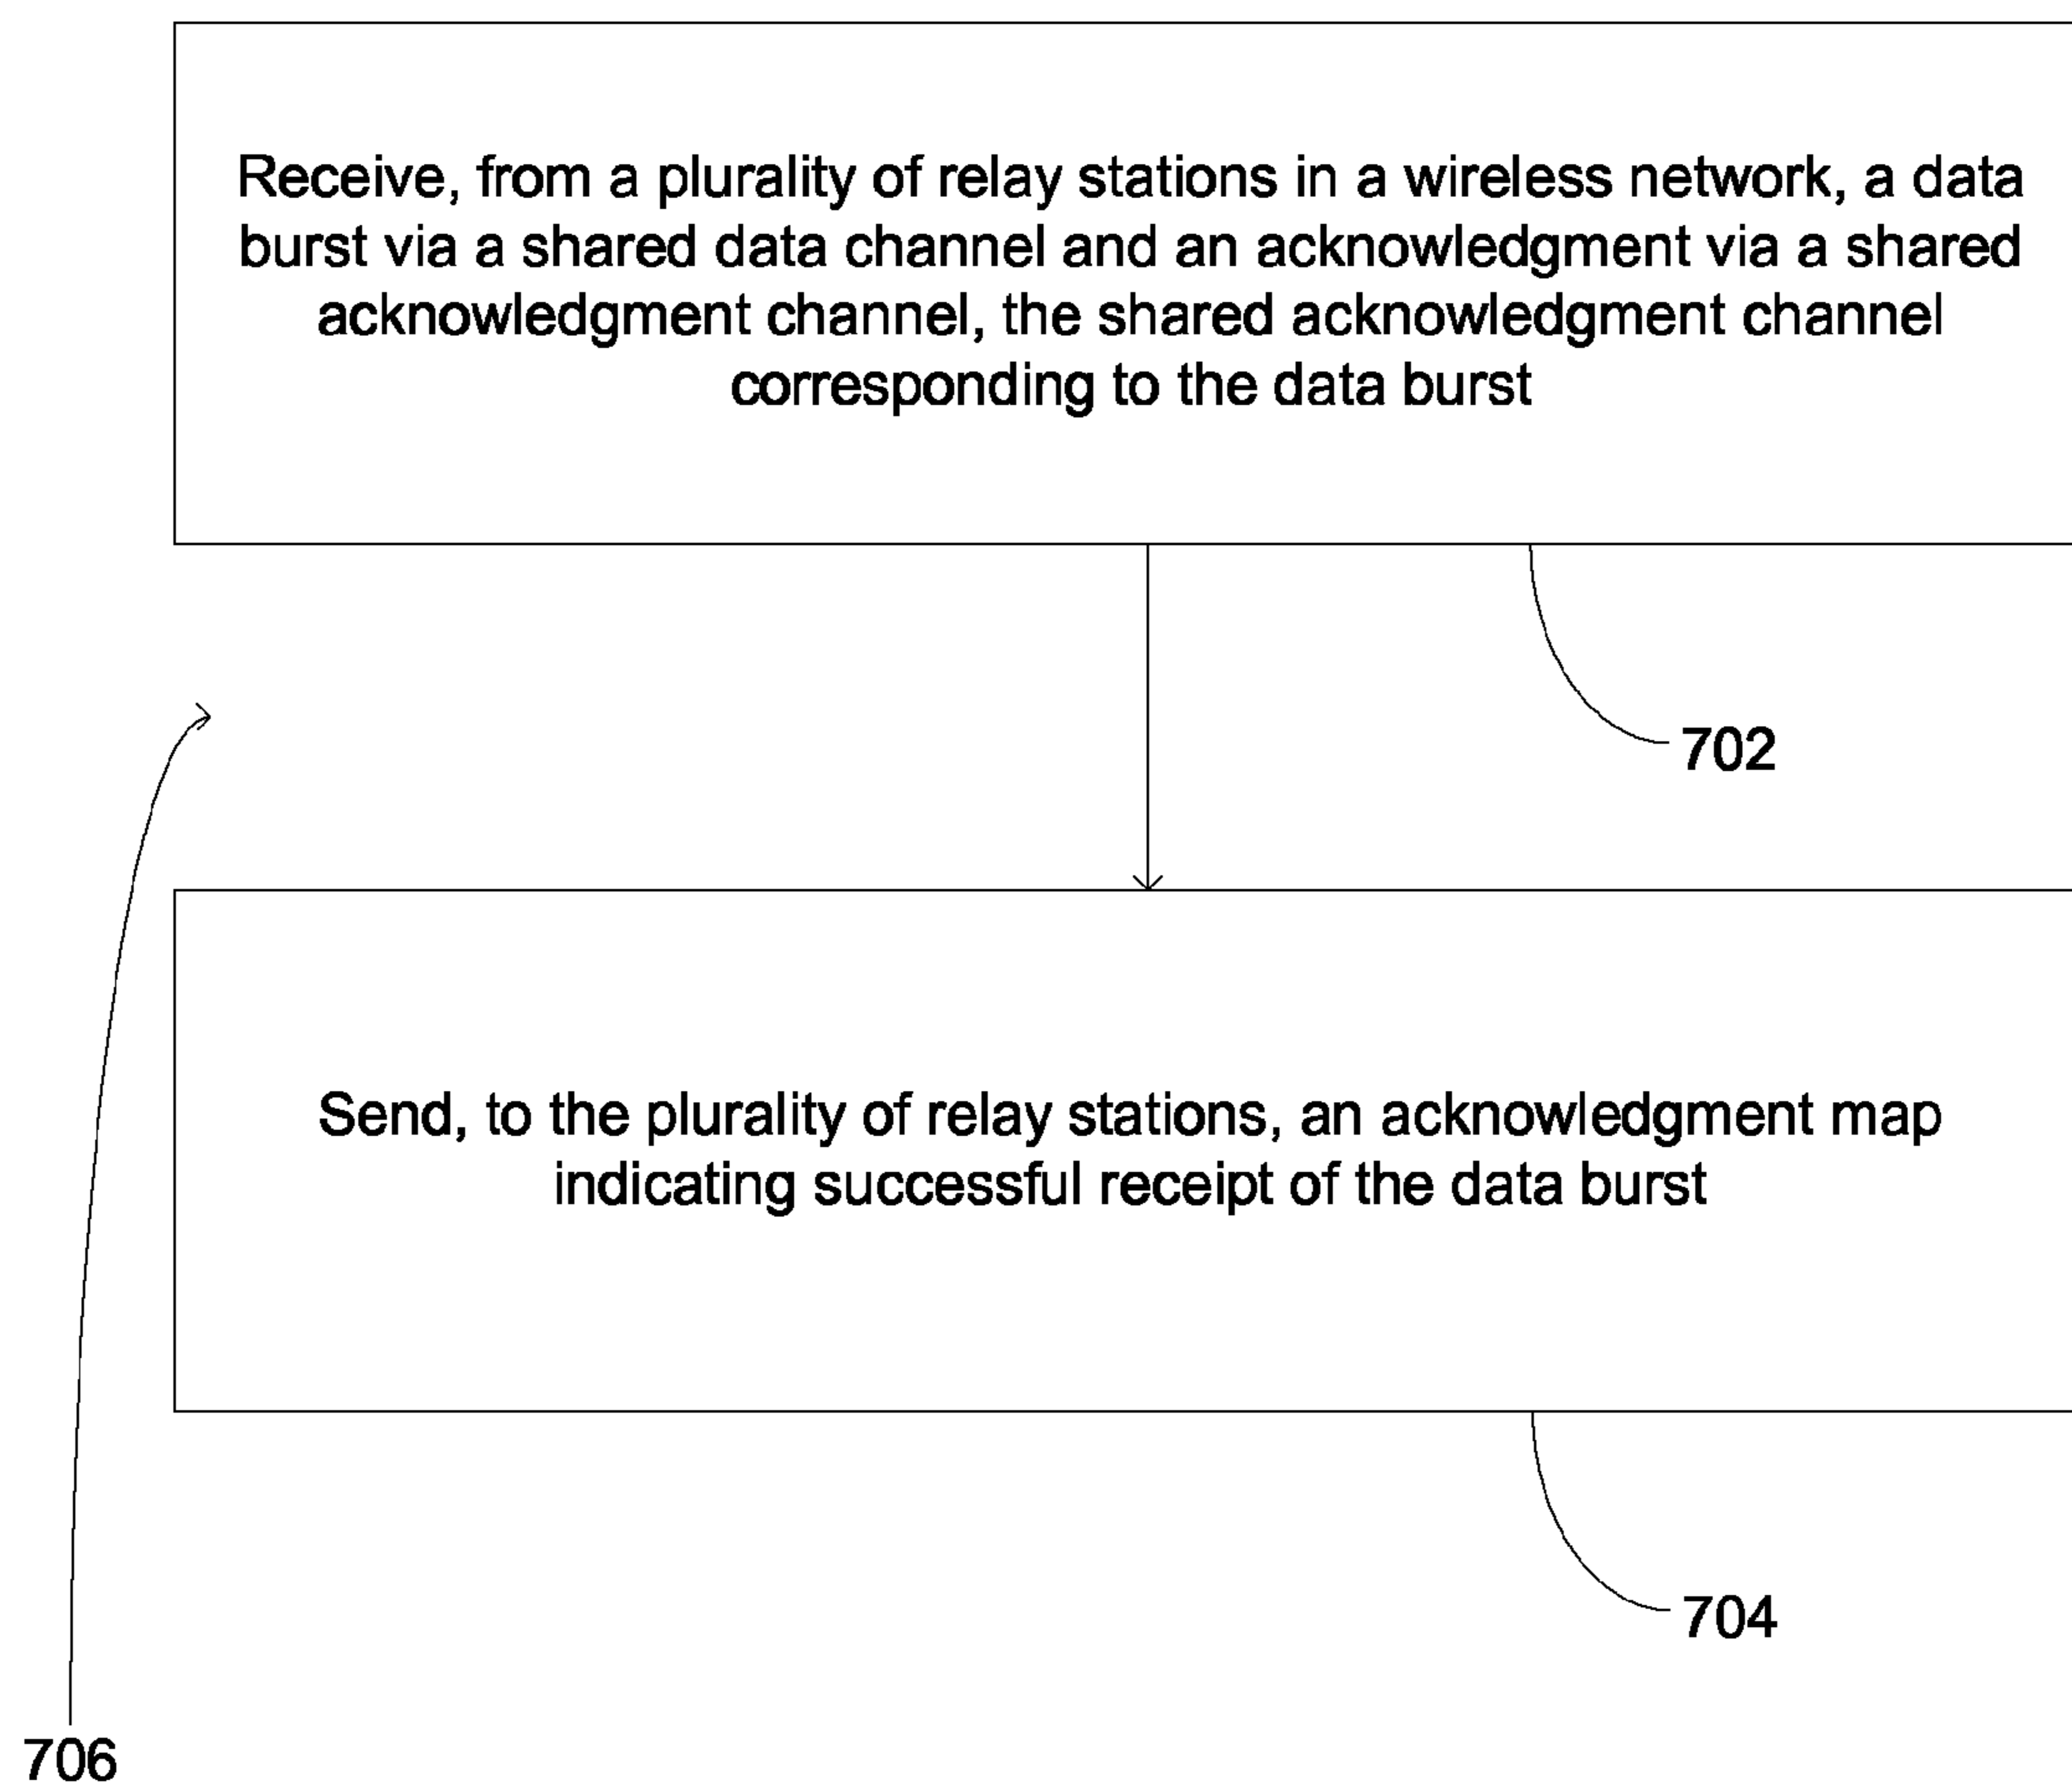 Receive, from a plurality of relay stations in a wireless network, a data
burst via a shared data channel and an acknowledgment via a shared
acknowledgment channel, the shared acknowledgment channel
corresponding to the data burst
702
Send, to the plurality of relay stations, an acknowledgment map
indicating successful receipt of the data burst
704
706